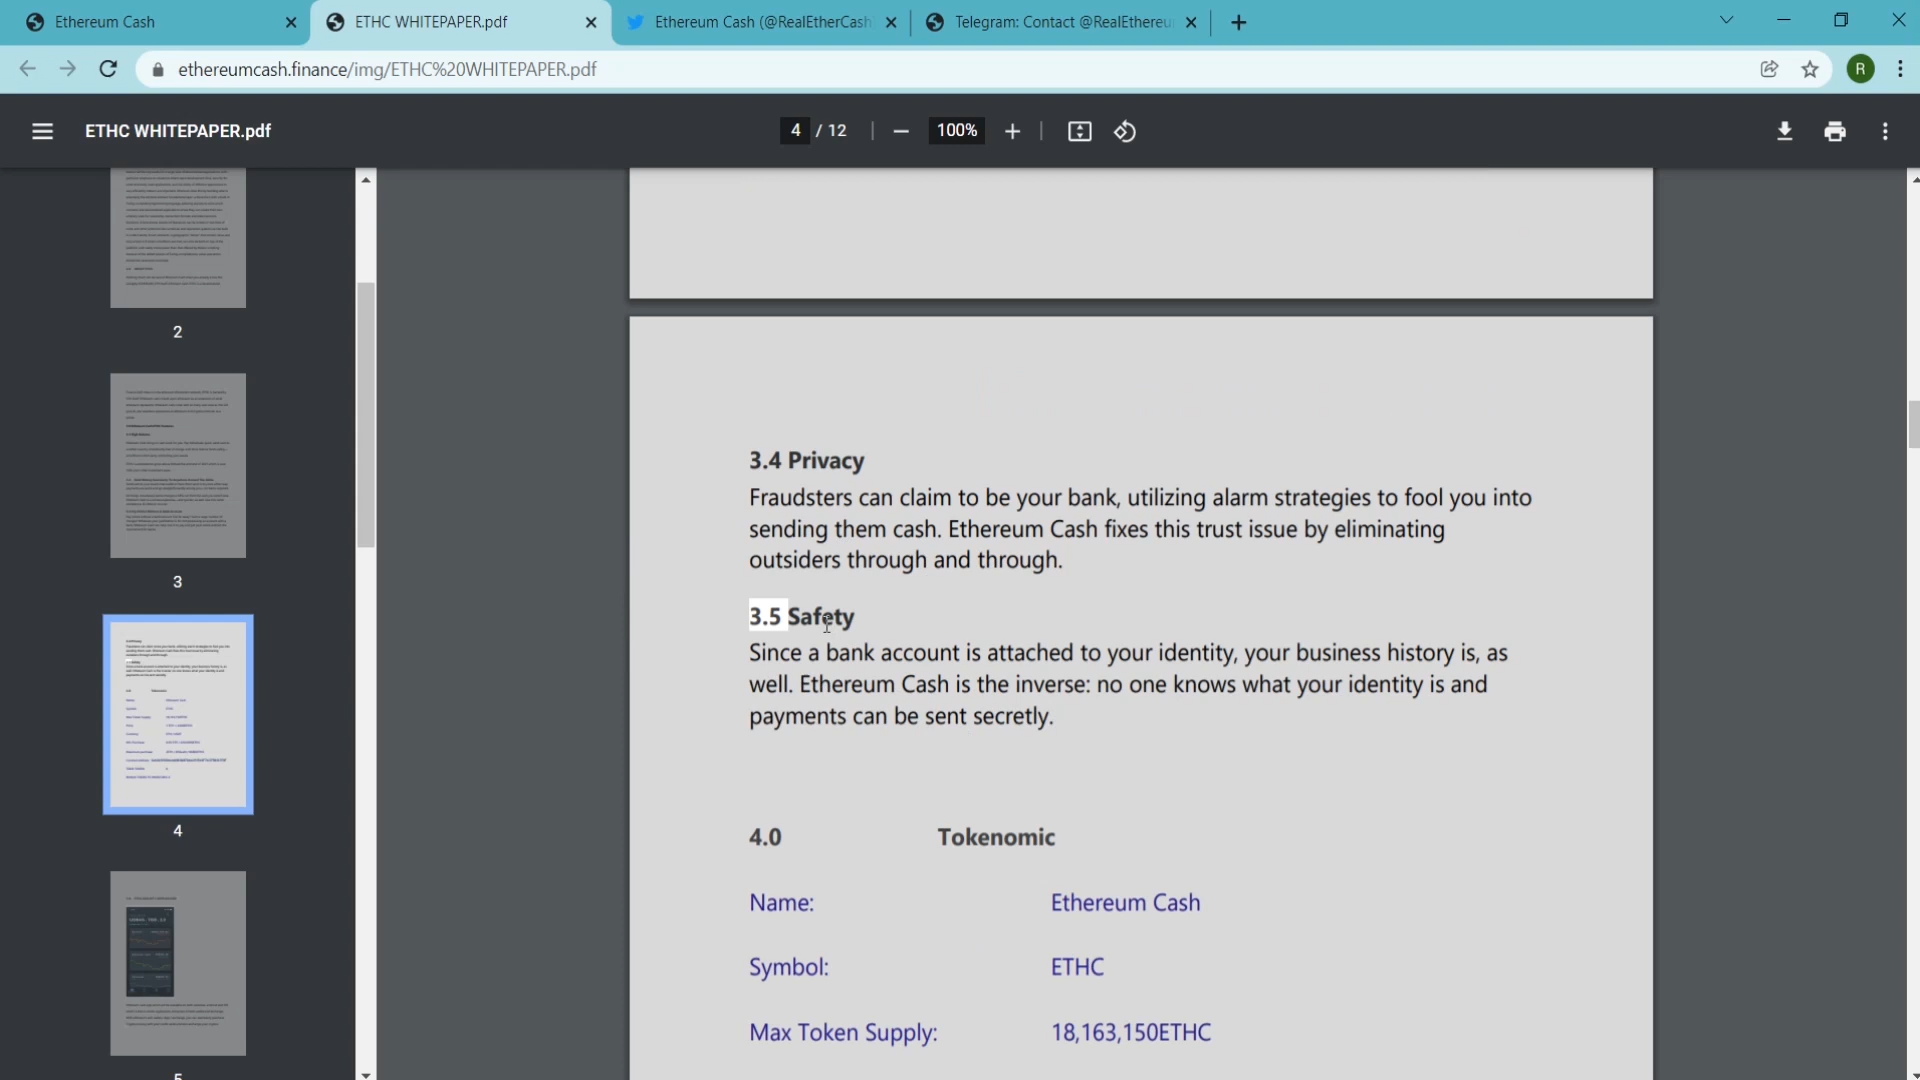 Ethereum Cash
ETHC WHITEPAPER.pdf
Ethereum Cash (@RealEtherCash
Telegram: Contact @RealEthereu
ethereumcash.finance/img/ETHC%20WHITEPAPER.pdf
R
ETHC WHITEPAPER.pdf
4 / 12
100%
2
3
4
5
3.4 Privacy
Fraudsters can claim to be your bank, utilizing alarm strategies to fool you into
sending them cash. Ethereum Cash fixes this trust issue by eliminating
outsiders through and through.
3.5 Safety
Since a bank account is attached to your identity, your business history is, as
well. Ethereum Cash is the inverse: no one knows what your identity is and
payments can be sent secretly.
4.0 Tokenomic
Name: Ethereum Cash
Symbol: ETHC
Max Token Supply: 18,163,150ETHC